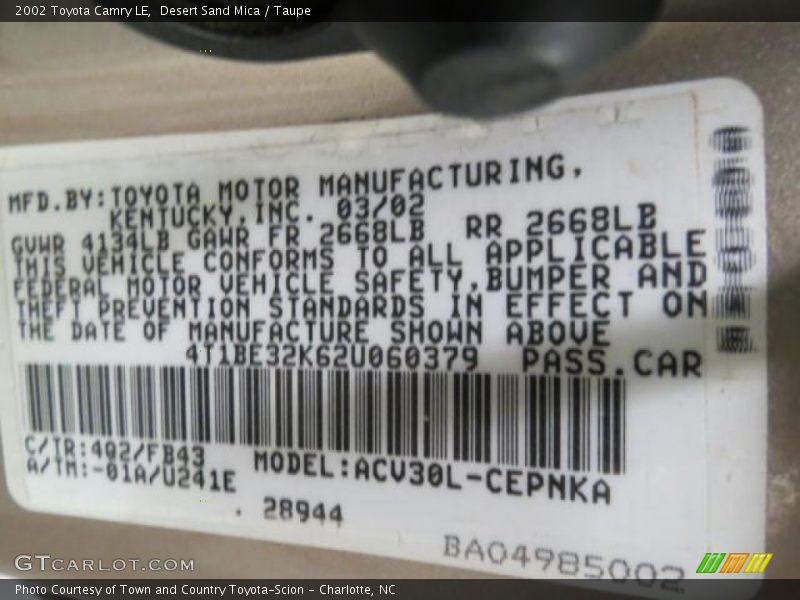 2002 Toyota Camry LE, Desert Sand Mica / Taupe
MFD.BY:TOYOTA MOTOR MANUFACTURING,
KENTUCKY,INC. 03/02
GVWR 4134LB GAWR FR 2668LB RR 2668LB
THIS VEHICLE CONFORMS TO ALL APPLICABLE
FEDERAL MOTOR VEHICLE SAFETY,BUMPER AND
THEFT PREVENTION STANDARDS IN EFFECT ON
THE DATE OF MANUFACTURE SHOWN ABOVE
4T1BE32K62U060379 PASS.CAR
C/TR:4Q2/FB43
A/TM:-01A/U241E
MODEL:ACV30L-CEPNKA
. 28944
BA04985002
GTCARLOT.COM
Photo Courtesy of Town and Country Toyota-Scion - Charlotte, NC